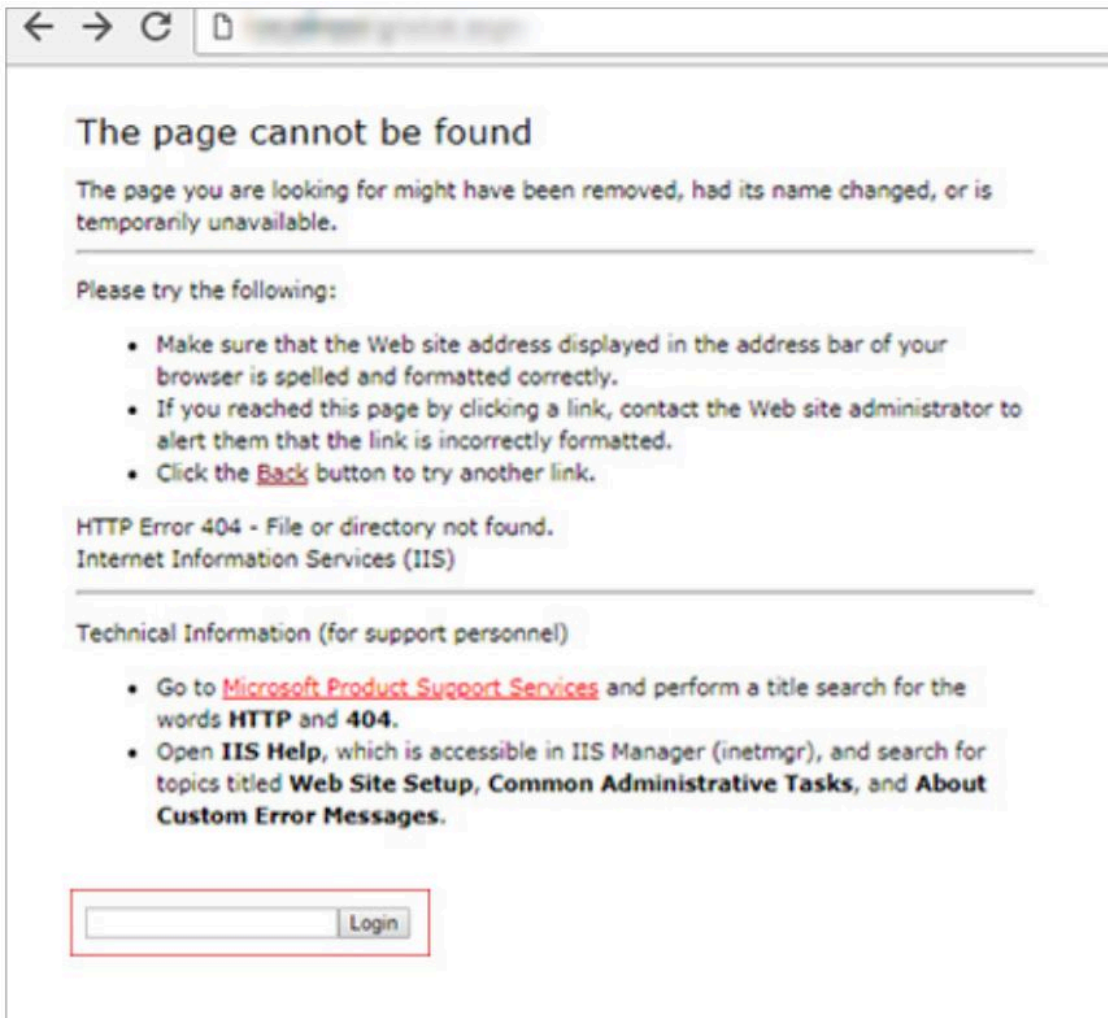 The page cannot be found
The page you are looking for might have been removed, had its name changed, or is
temporarily unavailable.
Please try the following:
• Make sure that the Web site address displayed in the address bar of your
browser is spelled and formatted correctly.
• If you reached this page by clicking a link, contact the Web site administrator to
alert them that the link is incorrectly formatted.
• Click the Back button to try another link.
HTTP Error 404 - File or directory not found.
Internet Information Services (IIS)
Technical Information (for support personnel)
• Go to Microsoft Product Support Services and perform a title search for the
words HTTP and 404.
• Open IIS Help, which is accessible in IIS Manager (inetmgr), and search for
topics titled Web Site Setup, Common Administrative Tasks, and About
Custom Error Messages.
Login